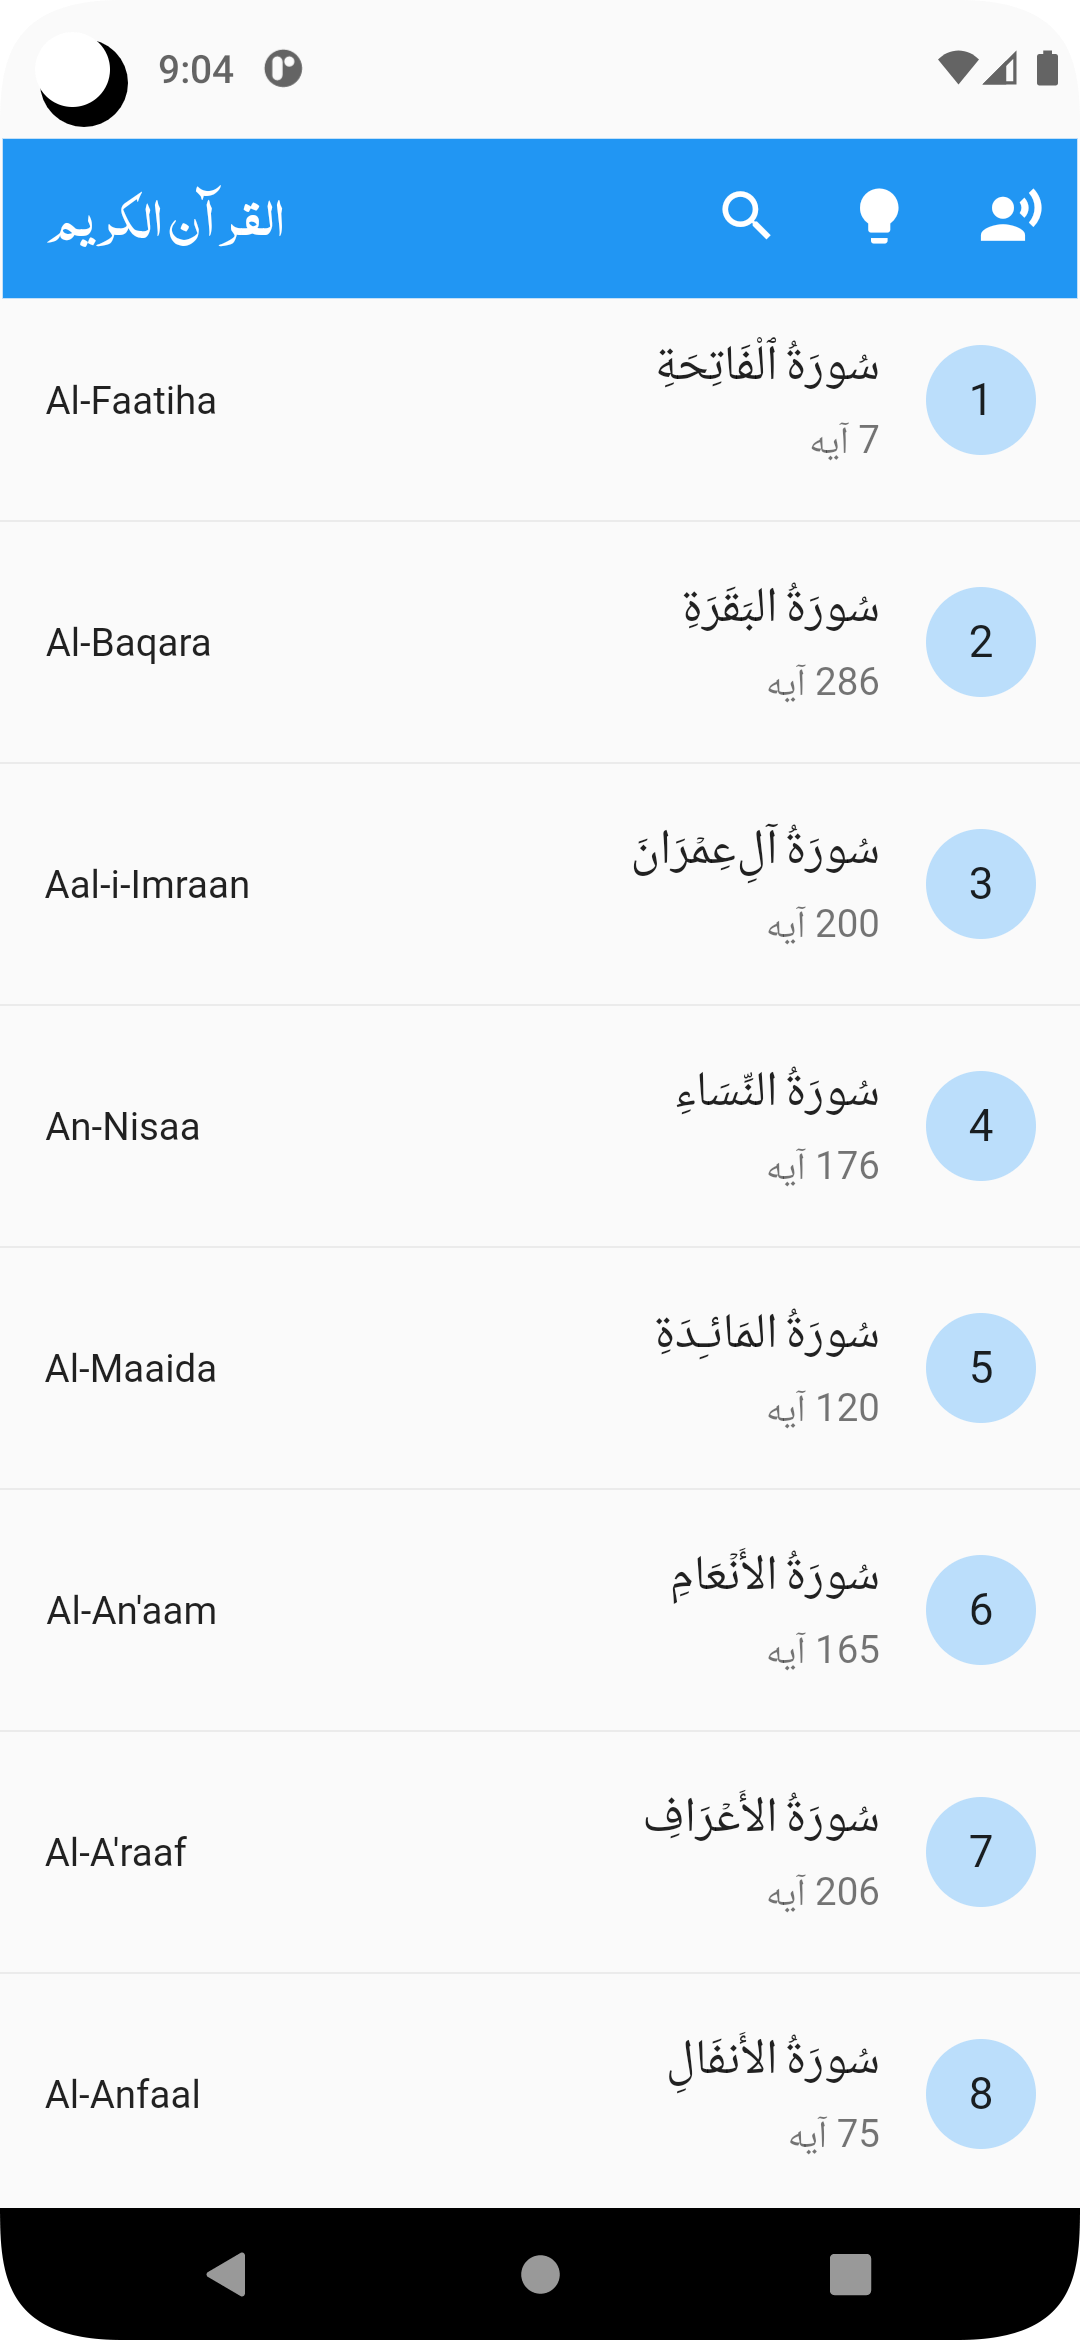 9:04
القرآن الكريم
Al-Faatiha
سُورَةُ ٱلْفَاتِحَةِ
7 آيه
1
Al-Baqara
سُورَةُ البَقَرَةِ
286 آيه
2
Aal-i-Imraan
سُورَةُ آلِ عِمۡرَانَ
200 آيه
3
An-Nisaa
سُورَةُ النِّسَاءِ
176 آيه
4
Al-Maaida
سُورَةُ المَائـِدَةِ
120 آيه
5
Al-An'aam
سُورَةُ الأَنۡعَامِ
165 آيه
6
Al-A'raaf
سُورَةُ الأَعۡرَافِ
206 آيه
7
Al-Anfaal
سُورَةُ الأَنفَالِ
75 آيه
8